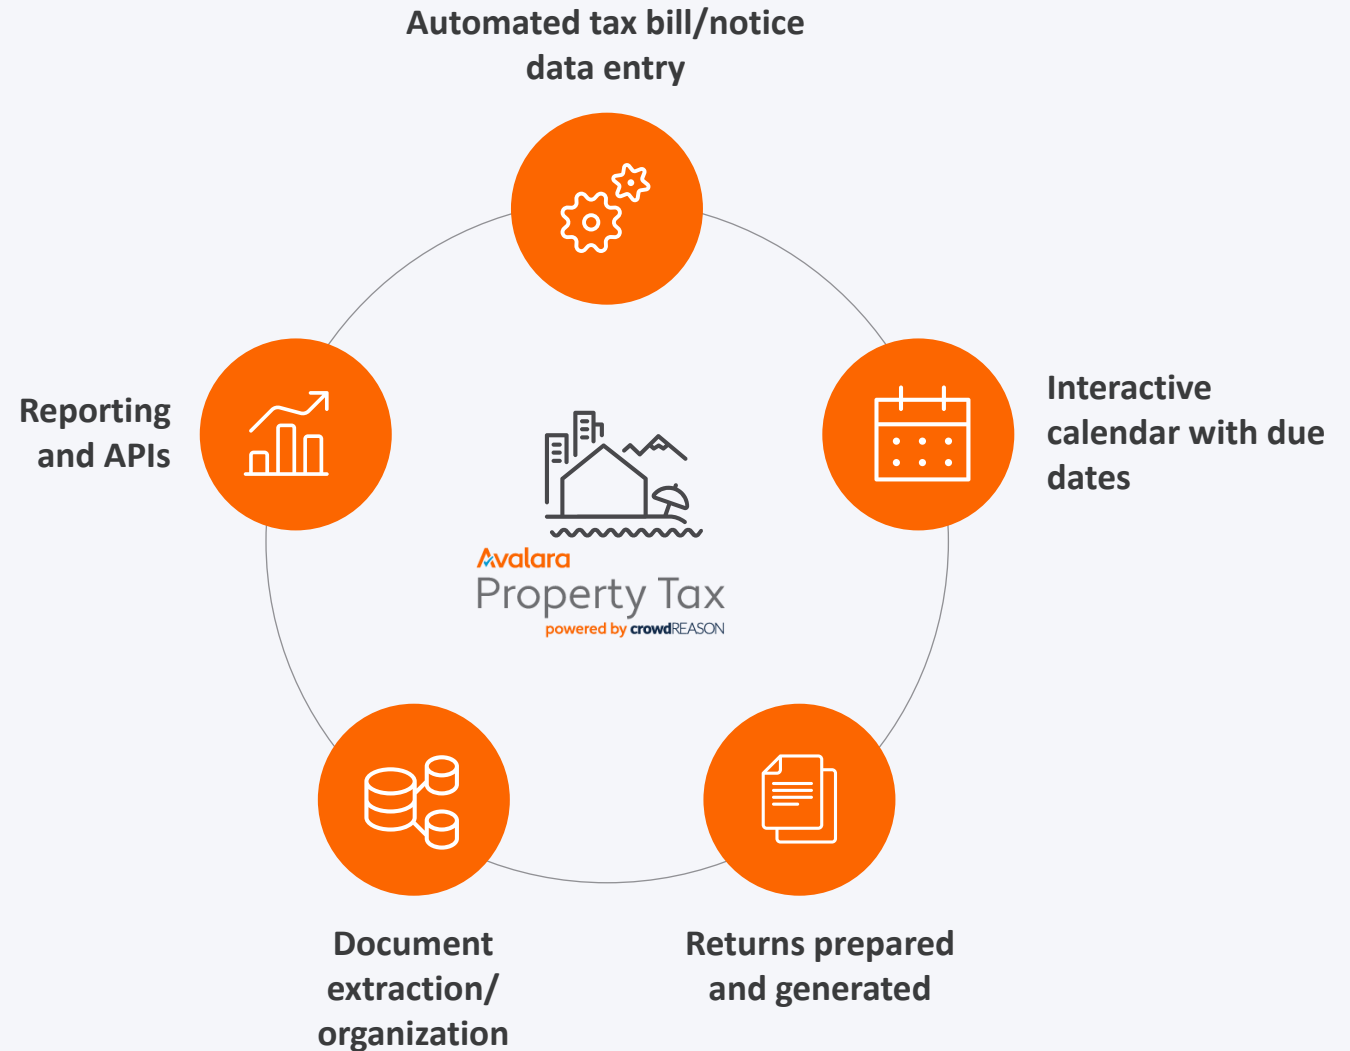 Automated tax bill/notice
data entry
Interactive
calendar with due
dates
Reporting
and APIs
Avalara
Property Tax
powered by crowdREASON
Returns prepared
and generated
Document
extraction/
organization